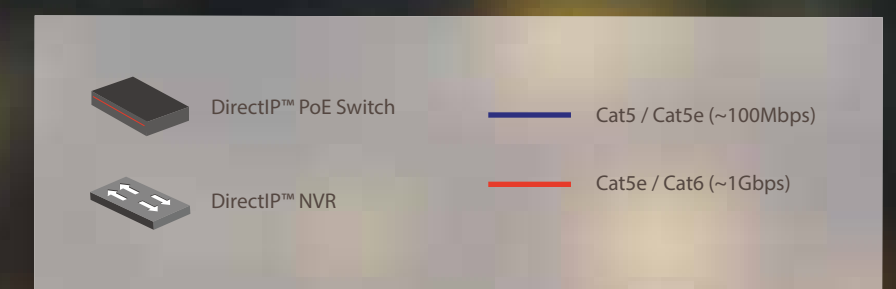 DirectIP™ PoE Switch
Cat5 / Cat5e (~100Mbps)
DirectIP™ NVR
Cat5e / Cat6 (~1Gbps)